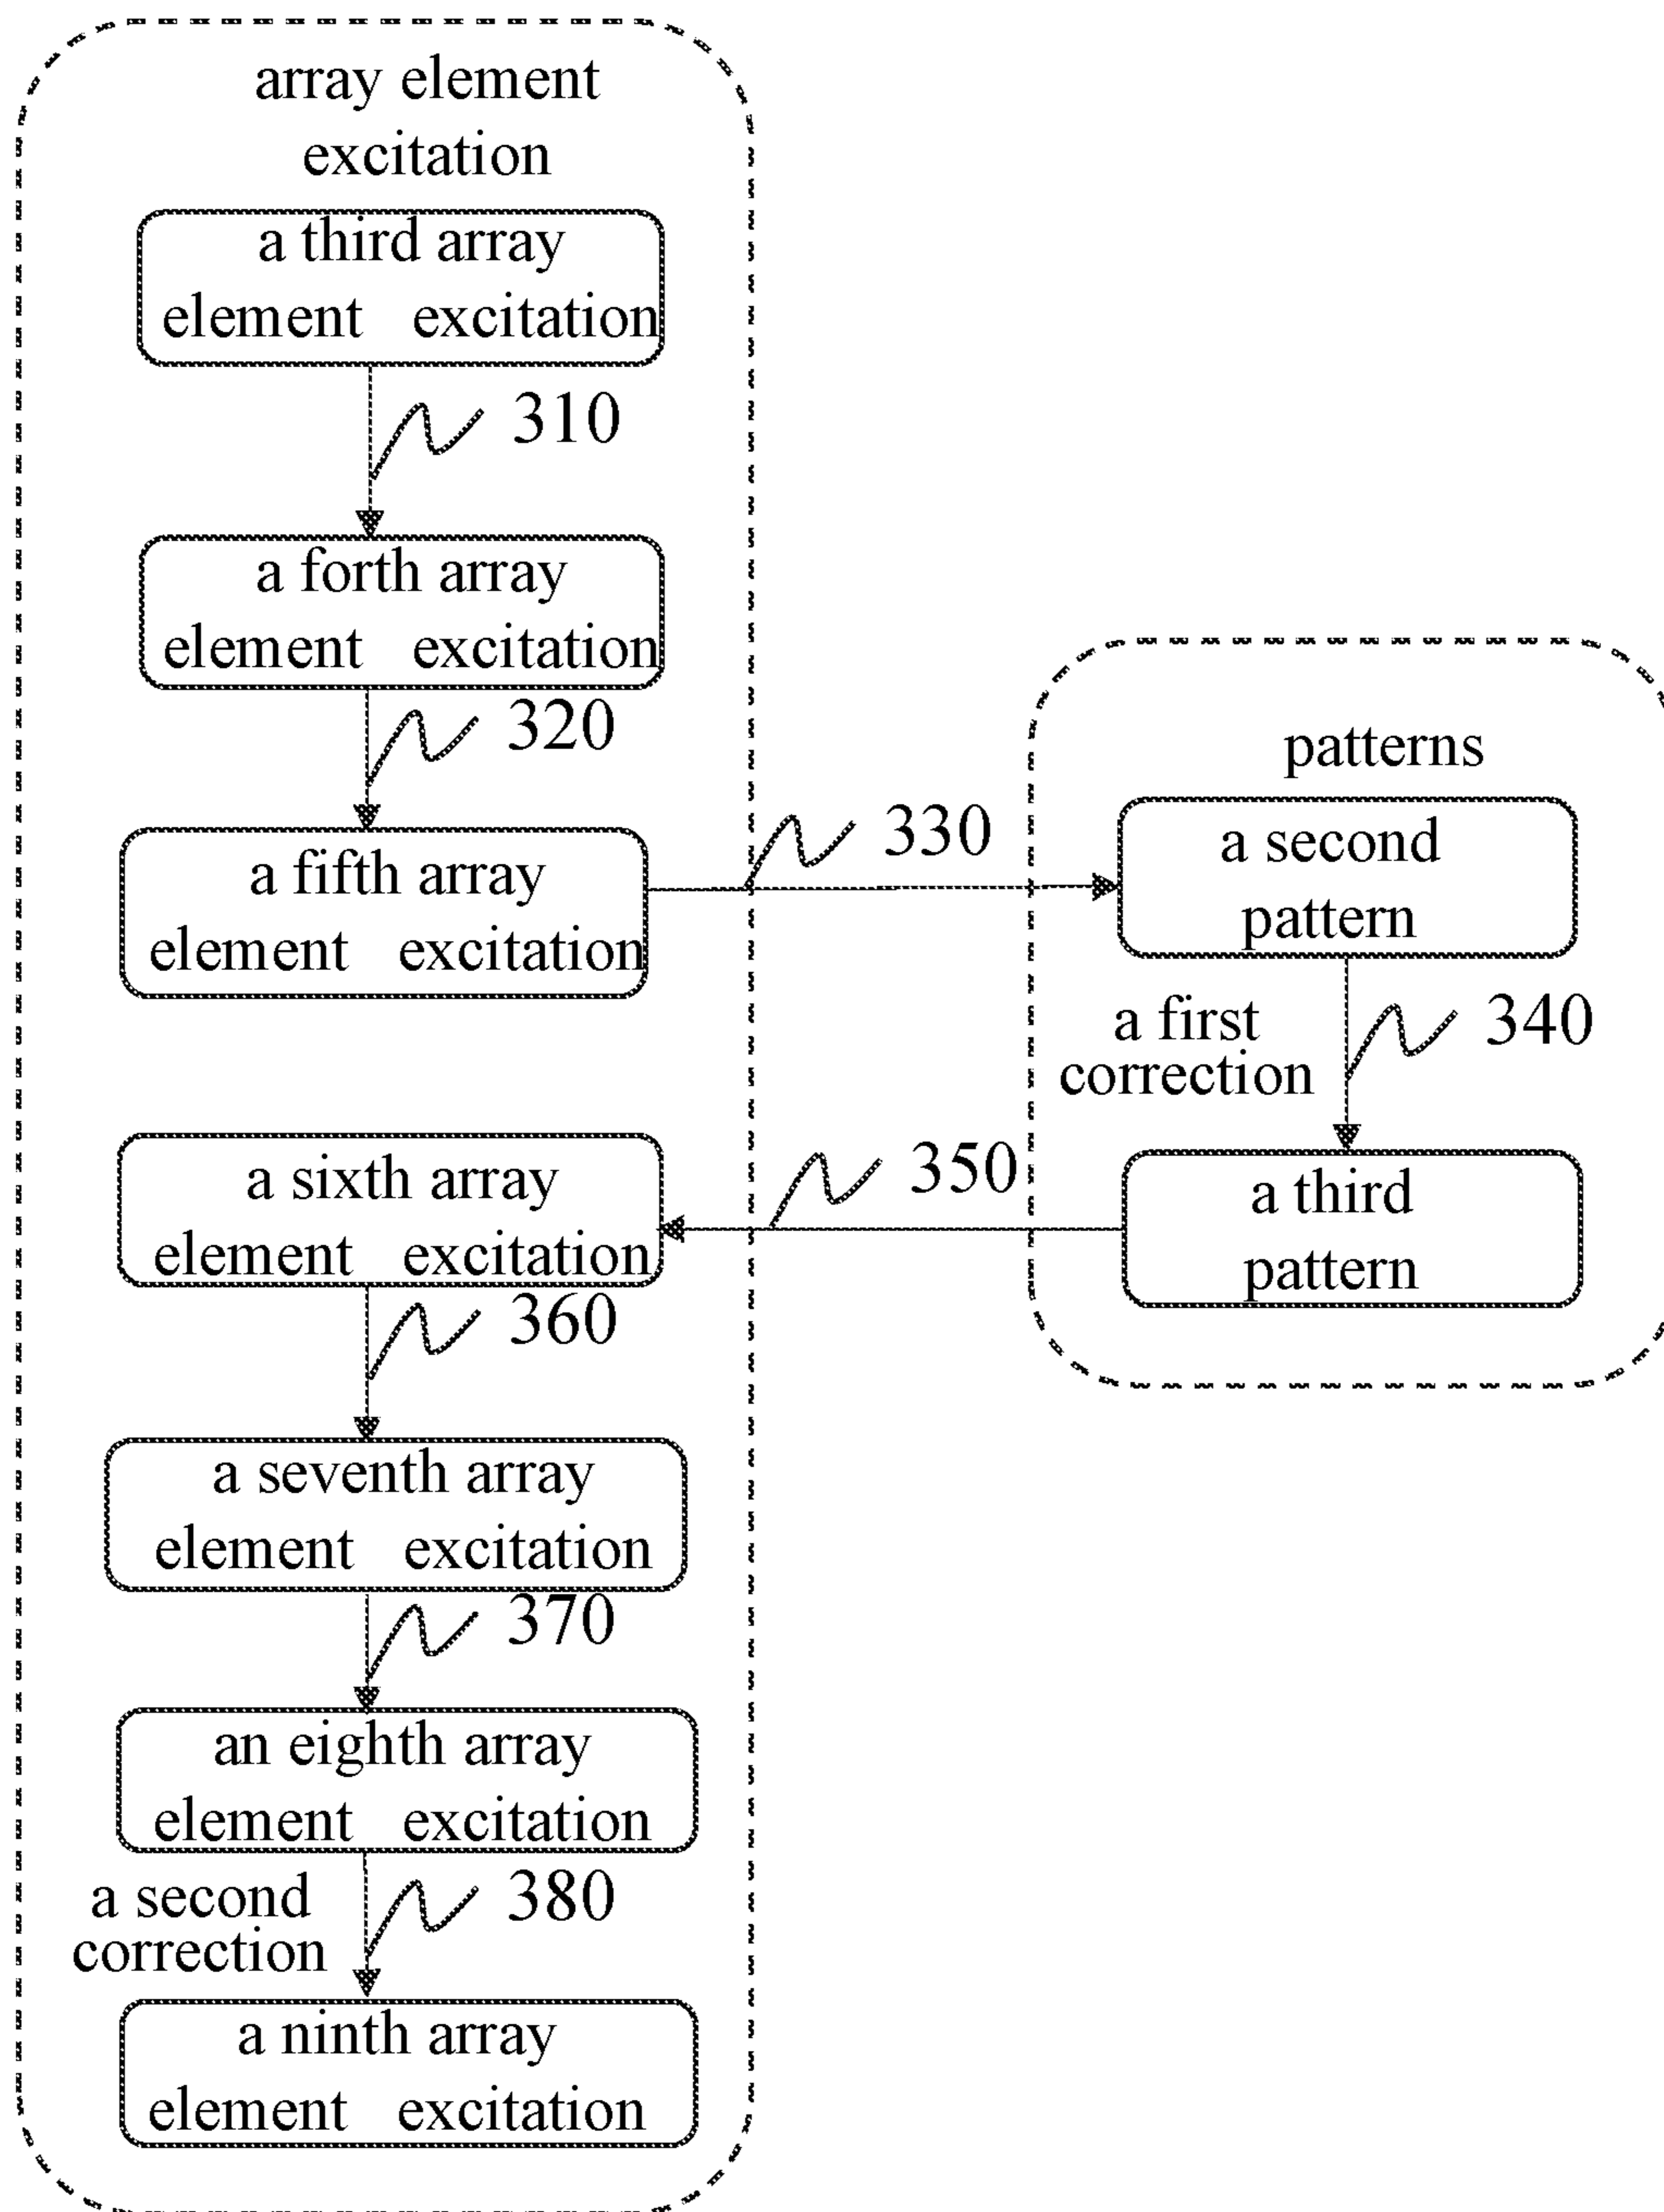 array element
excitation
a third array
element excitation
310
a forth array
element excitation
320
a fifth array
element excitation
330
patterns
a second
pattern
a first
correction
340
a third
pattern
350
a sixth array
element excitation
360
a seventh array
element excitation
370
an eighth array
element excitation
a second
correction
380
a ninth array
element excitation